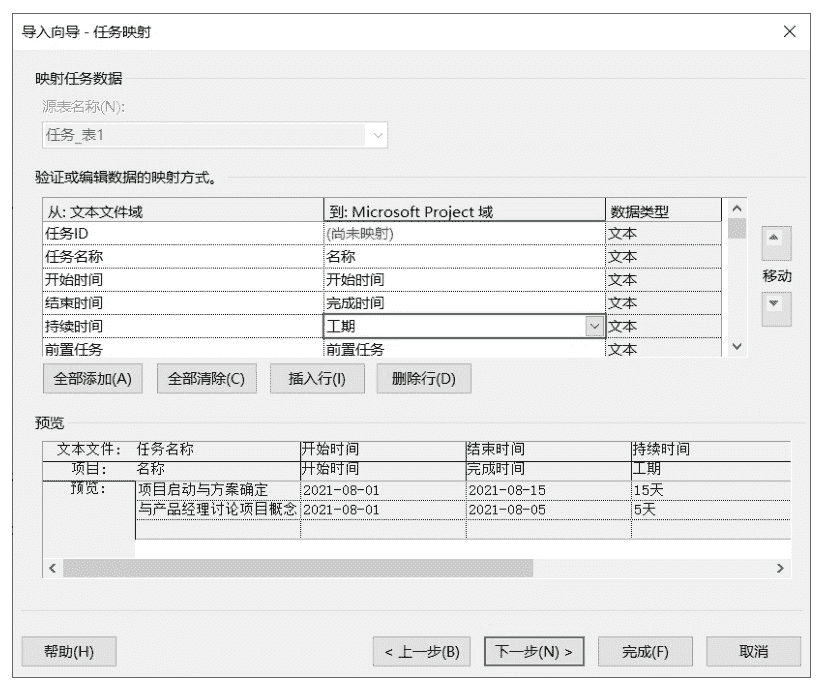 导入向导 - 任务映射
映射任务数据
源表名称(N):
任务_表1
验证或编辑数据的映射方式。
从: 文本文件域 到: Microsoft Project 域 数据类型
任务ID (尚未映射) 文本
任务名称 名称 文本
开始时间 开始时间 文本
结束时间 完成时间 文本
持续时间 工期 文本
前置任务 前置任务 文本
移动
全部添加(A) 全部清除(C) 插入行(I) 删除行(D)
预览
文本文件: 任务名称 开始时间 结束时间 持续时间
项目: 名称 开始时间 完成时间 工期
预览: 项目启动与方案确定 2021-08-01 2021-08-15 15天
与产品经理讨论项目概念 2021-08-01 2021-08-05 5天
帮助(H) < 上一步(B) 下一步(N) > 完成(F) 取消